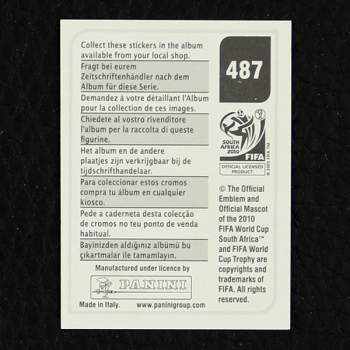 Collect these stickers in the album
available from your local shop.
Fragt bei eurem
Zeitschriftenhändler nach dem
Album für diese Serie.
Demandez à votre détaillant l'Album
pour la collection de ces images.
Chiedete al vostro rivenditore
l'album per la raccolta di queste
figurine.
Het album en de andere
plaatjes zijn verkrijgbaar bij de
tijdschrifthandelaar.
Para coleccionar estos cromos
compra tu álbum en cualquier
kiosco.
Pede a caderneta desta colecção
de cromos no teu ponto de venda
habitual.
Bayinizden aldığınız albümü bu
çıkartmalar ile tamamlayın.
Manufactured under licence by
PANINI
Made in Italy. www.paninigroup.com
487
SOUTH
AFRICA
2010
FIFA
OFFICIAL LICENSED
PRODUCT
© 2005 FIFA TM
© The Official
Emblem and
Official Mascot
of the 2010
FIFA World Cup
South Africa™
and FIFA World
Cup Trophy are
copyrights and
trademarks of
FIFA. All rights
reserved.